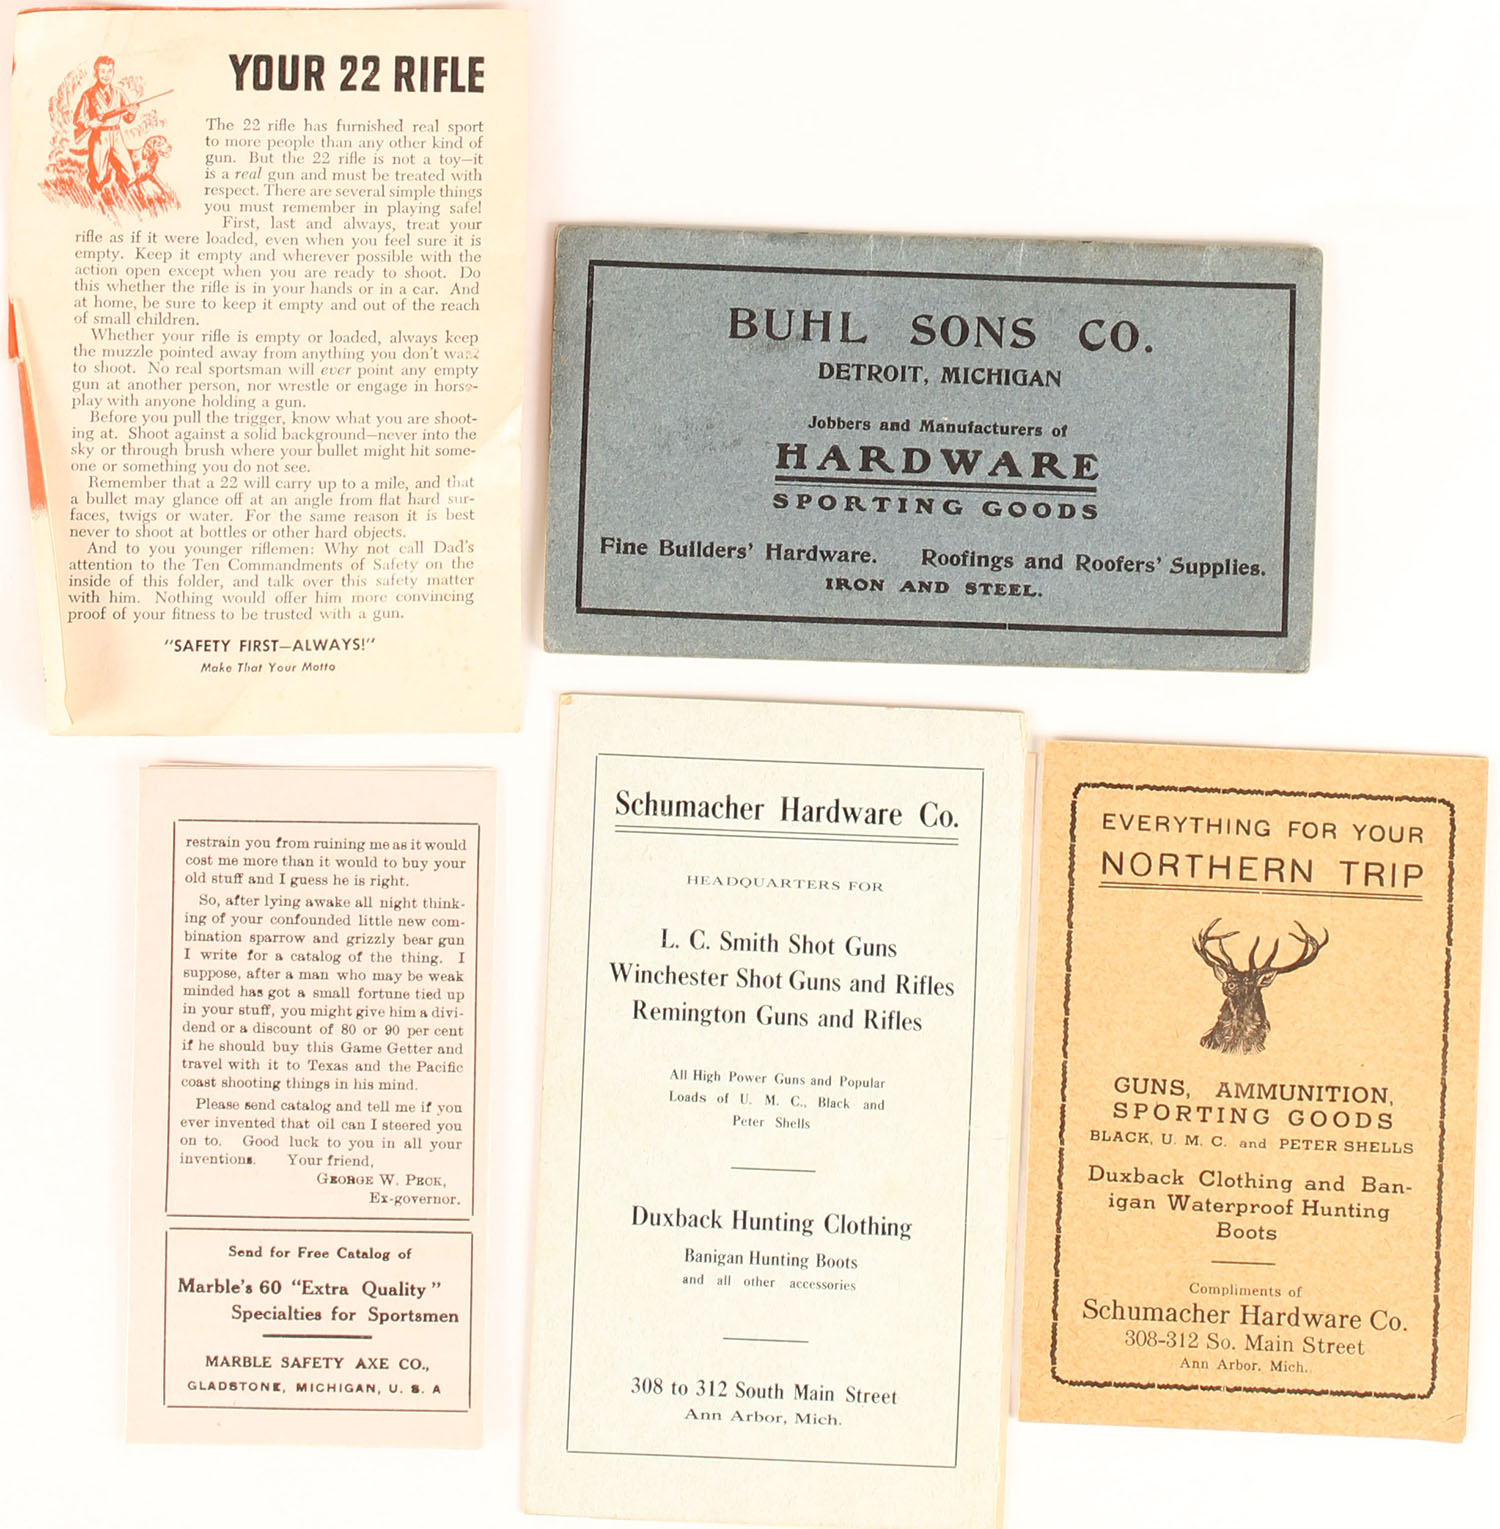 YOUR 22 RIFLE
The 22 rifle has furnished real sport
to more people than any other kind of
gun. But the 22 rifle is not a toy—it
is a real gun and must be treated with
respect. There are several simple things
you must remember in playing safe!
First, last and always, treat your
rifle as if it were loaded, even when you feel sure it is
empty. Keep it empty and wherever possible with the
action open except when you are ready to shoot. Do
this whether the rifle is in your hands or in a car. And
at home, be sure to keep it empty and out of the reach
of small children.
Whether your rifle is empty or loaded, always keep
the muzzle pointed away from anything you don't want
to shoot. No real sportsman will ever point any empty
gun at another person, nor wrestle or engage in horse-
play with anyone holding a gun.
Before you pull the trigger, know what you are shoot-
ing at. Shoot against a solid background—never into the
sky or through brush where your bullet might hit some-
one or something you do not see.
Remember that a 22 will carry up to a mile, and that
a bullet may glance off at an angle from flat hard sur-
faces, twigs or water. For the same reason it is best
never to shoot at bottles or other hard objects.
And to you younger riflemen: Why not call Dad's
attention to the Ten Commandments of Safety on the
inside of this folder, and talk over this safety matter
with him. Nothing would offer him more convincing
proof of your fitness to be trusted with a gun.
"SAFETY FIRST—ALWAYS!"
Make That Your Motto
BUHL SONS CO.
DETROIT, MICHIGAN
Jobbers and Manufacturers of
HARDWARE
SPORTING GOODS
Fine Builders' Hardware. Roofings and Roofers' Supplies.
IRON AND STEEL.
restrain you from ruining me as it would
cost me more than it would to buy your
old stuff and I guess he is right.
So, after lying awake all night think-
ing of your confounded little new com-
bination sparrow and grizzly bear gun
I write for a catalog of the thing. I
suppose, after a man who may be weak
minded has got a small fortune tied up
in your stuff, you might give him a divi-
dend or a discount of 80 or 90 per cent
if he should buy this Game Getter and
travel with it to Texas and the Pacific
coast shooting things in his mind.
Please send catalog and tell me if you
ever invented that oil can I steered you
on to. Good luck to you in all your
inventions. Your friend,
GEORGE W. PECK,
Ex-governor.
Send for Free Catalog of
Marble's 60 "Extra Quality"
Specialties for Sportsmen
MARBLE SAFETY AXE CO.,
GLADSTONE, MICHIGAN, U. S. A
Schumacher Hardware Co.
HEADQUARTERS FOR
L. C. Smith Shot Guns
Winchester Shot Guns and Rifles
Remington Guns and Rifles
All High Power Guns and Popular
Loads of U. M. C., Black and
Peter Shells
Duxback Hunting Clothing
Banigan Hunting Boots
and all other accessories
308 to 312 South Main Street
Ann Arbor, Mich.
EVERYTHING FOR YOUR
NORTHERN TRIP
GUNS, AMMUNITION,
SPORTING GOODS
BLACK, U. M. C. and PETER SHELLS
Duxback Clothing and Ban-
igan Waterproof Hunting
Boots
Compliments of
Schumacher Hardware Co.
308-312 So. Main Street
Ann Arbor, Mich.